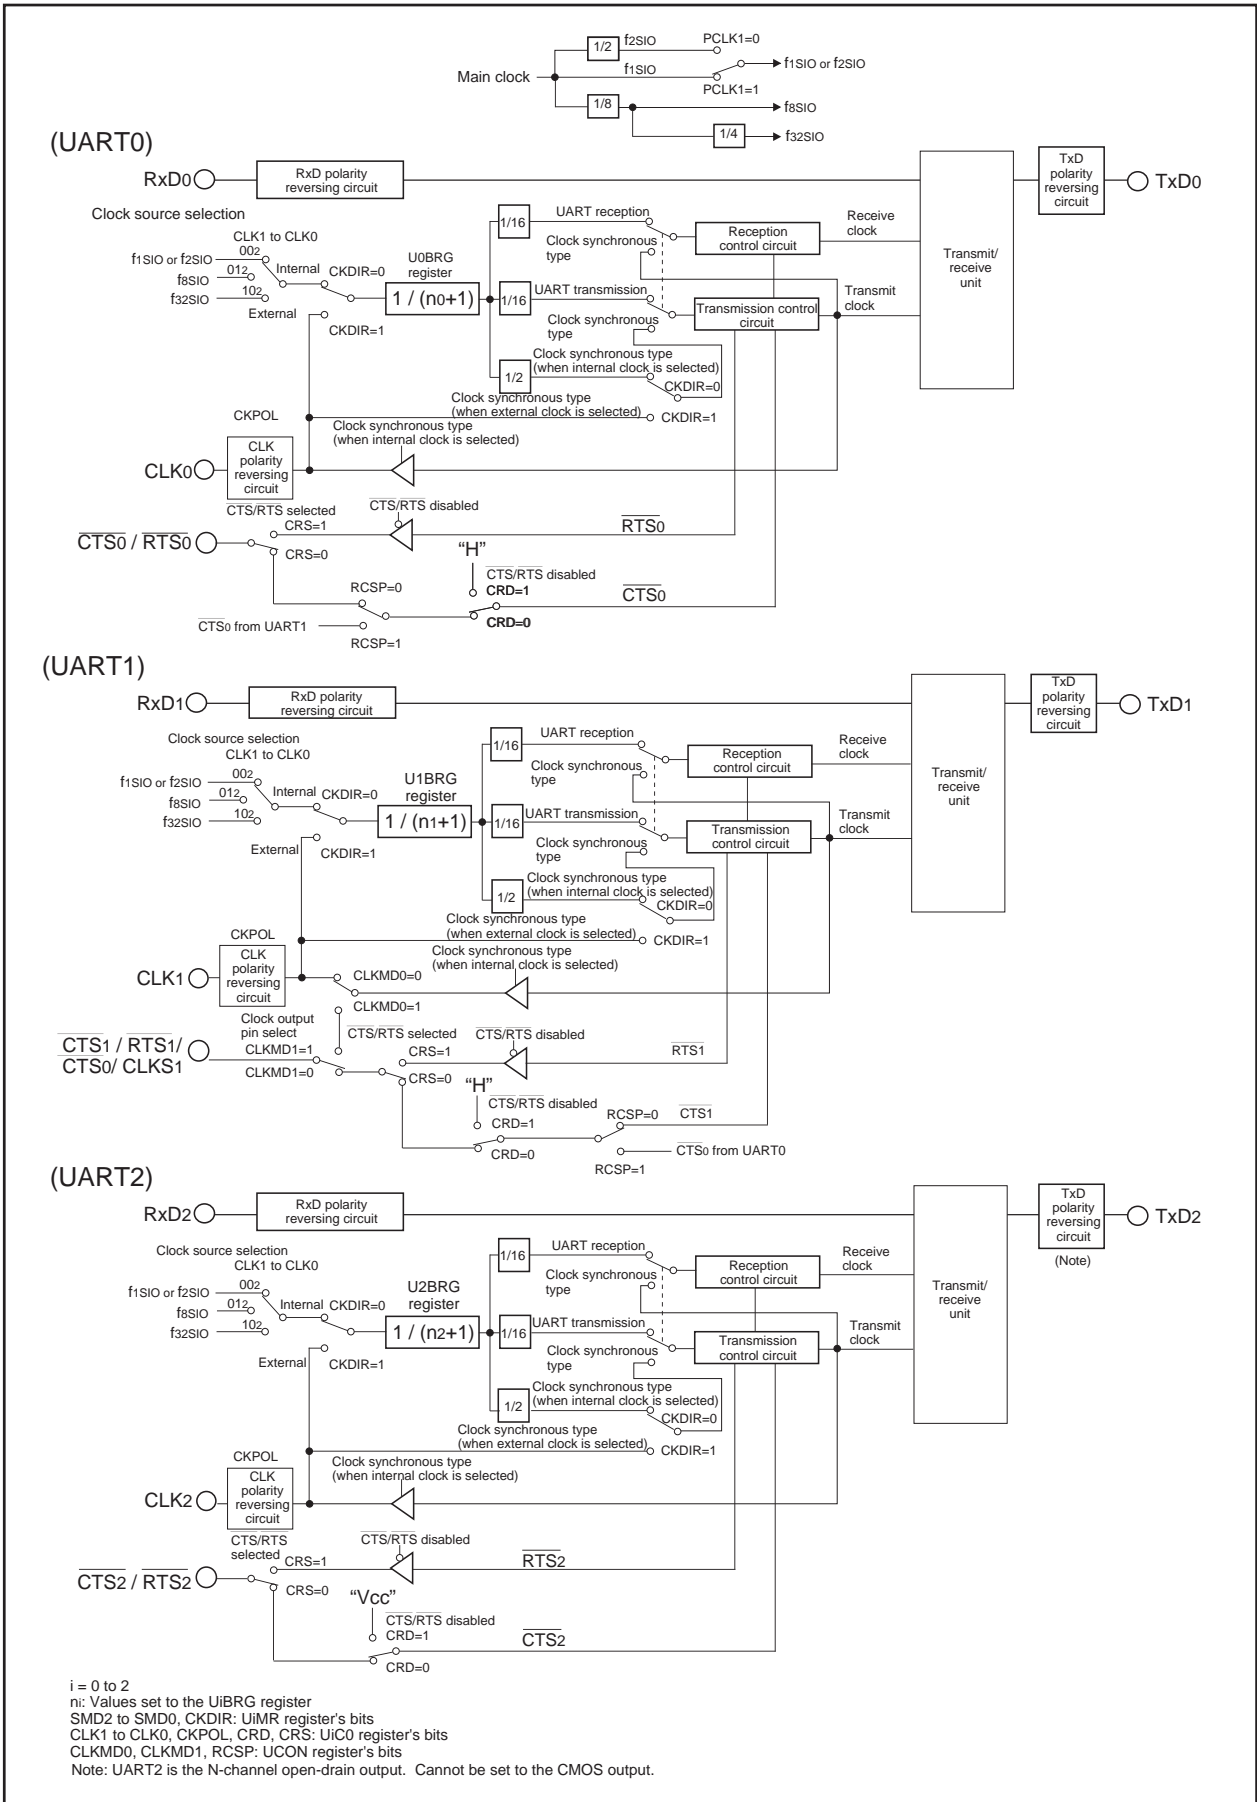 1/2
f2SIO
PCLK1=0
Main clock
f1SIO
f1SIO or f2SIO
PCLK1=1
1/8
f8SIO
1/4
f32SIO
(UART0)
RxD0
RxD polarity
reversing circuit
TxD
polarity
reversing
circuit
TxD0
Clock source selection
CLK1 to CLK0
f1SIO or f2SIO
002
f8SIO
012
f32SIO
102
Internal
CKDIR=0
External
CKDIR=1
U0BRG
register
1 / (n0+1)
1/16
UART reception
Clock synchronous
type
Reception
control circuit
Receive
clock
1/16
UART transmission
Clock synchronous
type
Transmission control
circuit
Transmit
clock
Transmit/
receive
unit
1/2
Clock synchronous type
(when internal clock is selected)
CKDIR=0
Clock synchronous type
(when external clock is selected)
CKDIR=1
Clock synchronous type
(when internal clock is selected)
CKPOL
CLK0
CLK
polarity
reversing
circuit
CTS/RTS selected
CTS/RTS disabled
CTS0 / RTS0
CRS=1
CRS=0
RTS0
“H”
CTS/RTS disabled
CRD=1
CRD=0
CTS0
RCSP=0
CTS0 from UART1
RCSP=1
(UART1)
RxD1
RxD polarity
reversing circuit
TxD
polarity
reversing
circuit
TxD1
Clock source selection
CLK1 to CLK0
f1SIO or f2SIO
002
f8SIO
012
f32SIO
102
Internal
CKDIR=0
External
CKDIR=1
U1BRG
register
1 / (n1+1)
1/16
UART reception
Clock synchronous
type
Reception
control circuit
Receive
clock
1/16
UART transmission
Clock synchronous
type
Transmission
control circuit
Transmit
clock
Transmit/
receive
unit
1/2
Clock synchronous type
(when internal clock is selected)
CKDIR=0
Clock synchronous type
(when external clock is selected)
CKDIR=1
Clock synchronous type
(when internal clock is selected)
CKPOL
CLK1
CLK
polarity
reversing
circuit
CLKMD0=0
CLKMD0=1
Clock output
pin select
CTS1 / RTS1/
CTS0/ CLKS1
CLKMD1=1
CLKMD1=0
CTS/RTS selected
CRS=1
CRS=0
CTS/RTS disabled
RTS1
“H”
CTS/RTS disabled
CRD=1
CRD=0
RCSP=0
CTS1
CTS0 from UART0
RCSP=1
(UART2)
RxD2
RxD polarity
reversing circuit
TxD
polarity
reversing
circuit
(Note)
TxD2
Clock source selection
CLK1 to CLK0
f1SIO or f2SIO
002
f8SIO
012
f32SIO
102
Internal
CKDIR=0
External
CKDIR=1
U2BRG
register
1 / (n2+1)
1/16
UART reception
Clock synchronous
type
Reception
control circuit
Receive
clock
1/16
UART transmission
Clock synchronous
type
Transmission
control circuit
Transmit
clock
Transmit/
receive
unit
1/2
Clock synchronous type
(when internal clock is selected)
CKDIR=0
Clock synchronous type
(when external clock is selected)
CKDIR=1
Clock synchronous type
(when internal clock is selected)
CKPOL
CLK2
CLK
polarity
reversing
circuit
CTS/RTS
selected
CTS/RTS disabled
CTS2 / RTS2
CRS=1
CRS=0
RTS2
“Vcc”
CTS/RTS disabled
CRD=1
CRD=0
CTS2
i = 0 to 2
ni: Values set to the UiBRG register
SMD2 to SMD0, CKDIR: UiMR register's bits
CLK1 to CLK0, CKPOL, CRD, CRS: UiC0 register's bits
CLKMD0, CLKMD1, RCSP: UCON register's bits
Note: UART2 is the N-channel open-drain output. Cannot be set to the CMOS output.